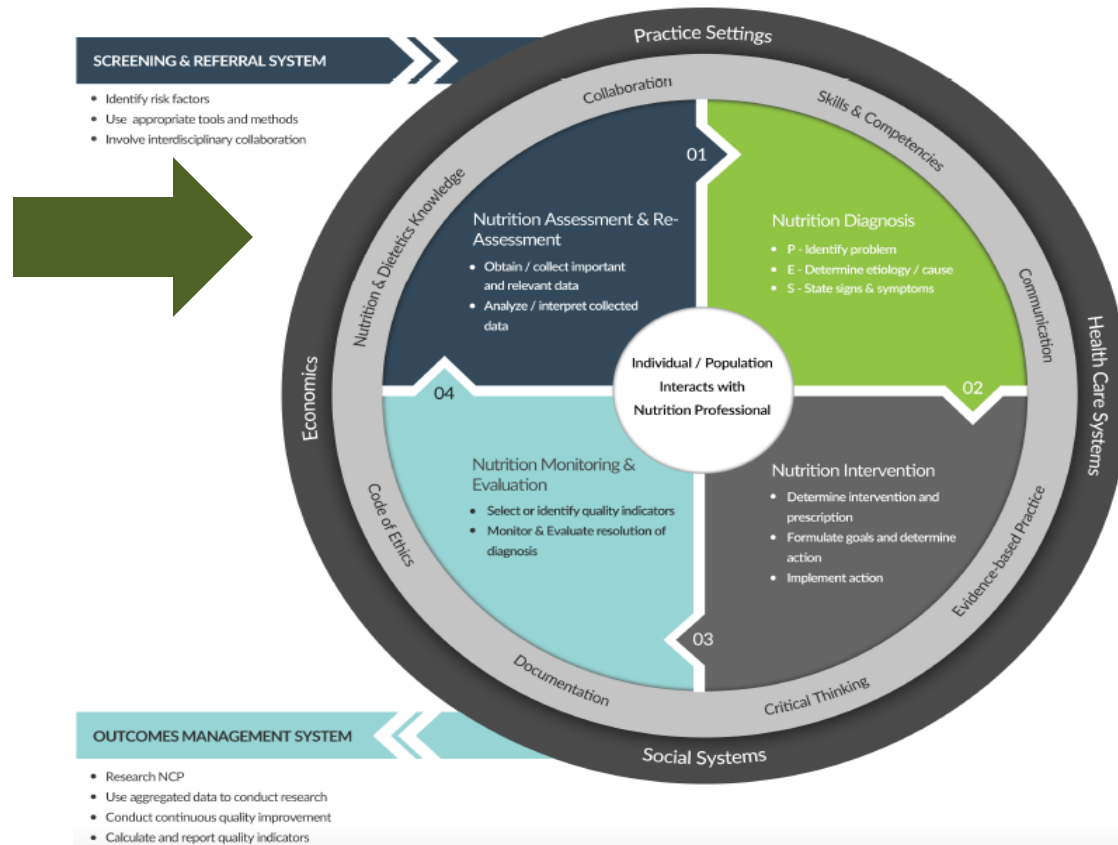 Practice Settings
SCREENING & REFERRAL SYSTEM
• Identify risk factors
• Use appropriate tools and methods
• Involve interdisciplinary collaboration
Collaboration
Skills & Competencies
Nutrition & Dietetics Knowledge
Communication
Health Care Systems
Economics
01
Nutrition Assessment & Re-
Assessment
• Obtain / collect important
and relevant data
• Analyze / interpret collected
data
Nutrition Diagnosis
• P - Identify problem
• E - Determine etiology / cause
• S - State signs & symptoms
Individual / Population
Interacts with
Nutrition Professional
04
02
Nutrition Monitoring &
Evaluation
• Select or identify quality indicators
• Monitor & Evaluate resolution of
diagnosis
Nutrition Intervention
• Determine intervention and
prescription
• Formulate goals and determine
action
• Implement action
03
Code of Ethics
Evidence-based Practice
Documentation
Critical Thinking
Social Systems
OUTCOMES MANAGEMENT SYSTEM
• Research NCP
• Use aggregated data to conduct research
• Conduct continuous quality improvement
• Calculate and report quality indicators